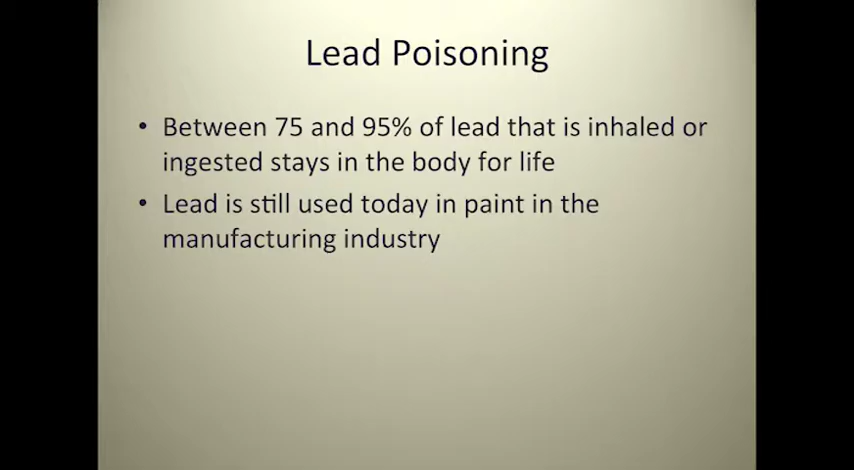 Lead Poisoning
• Between 75 and 95% of lead that is inhaled or
ingested stays in the body for life
• Lead is still used today in paint in the
manufacturing industry